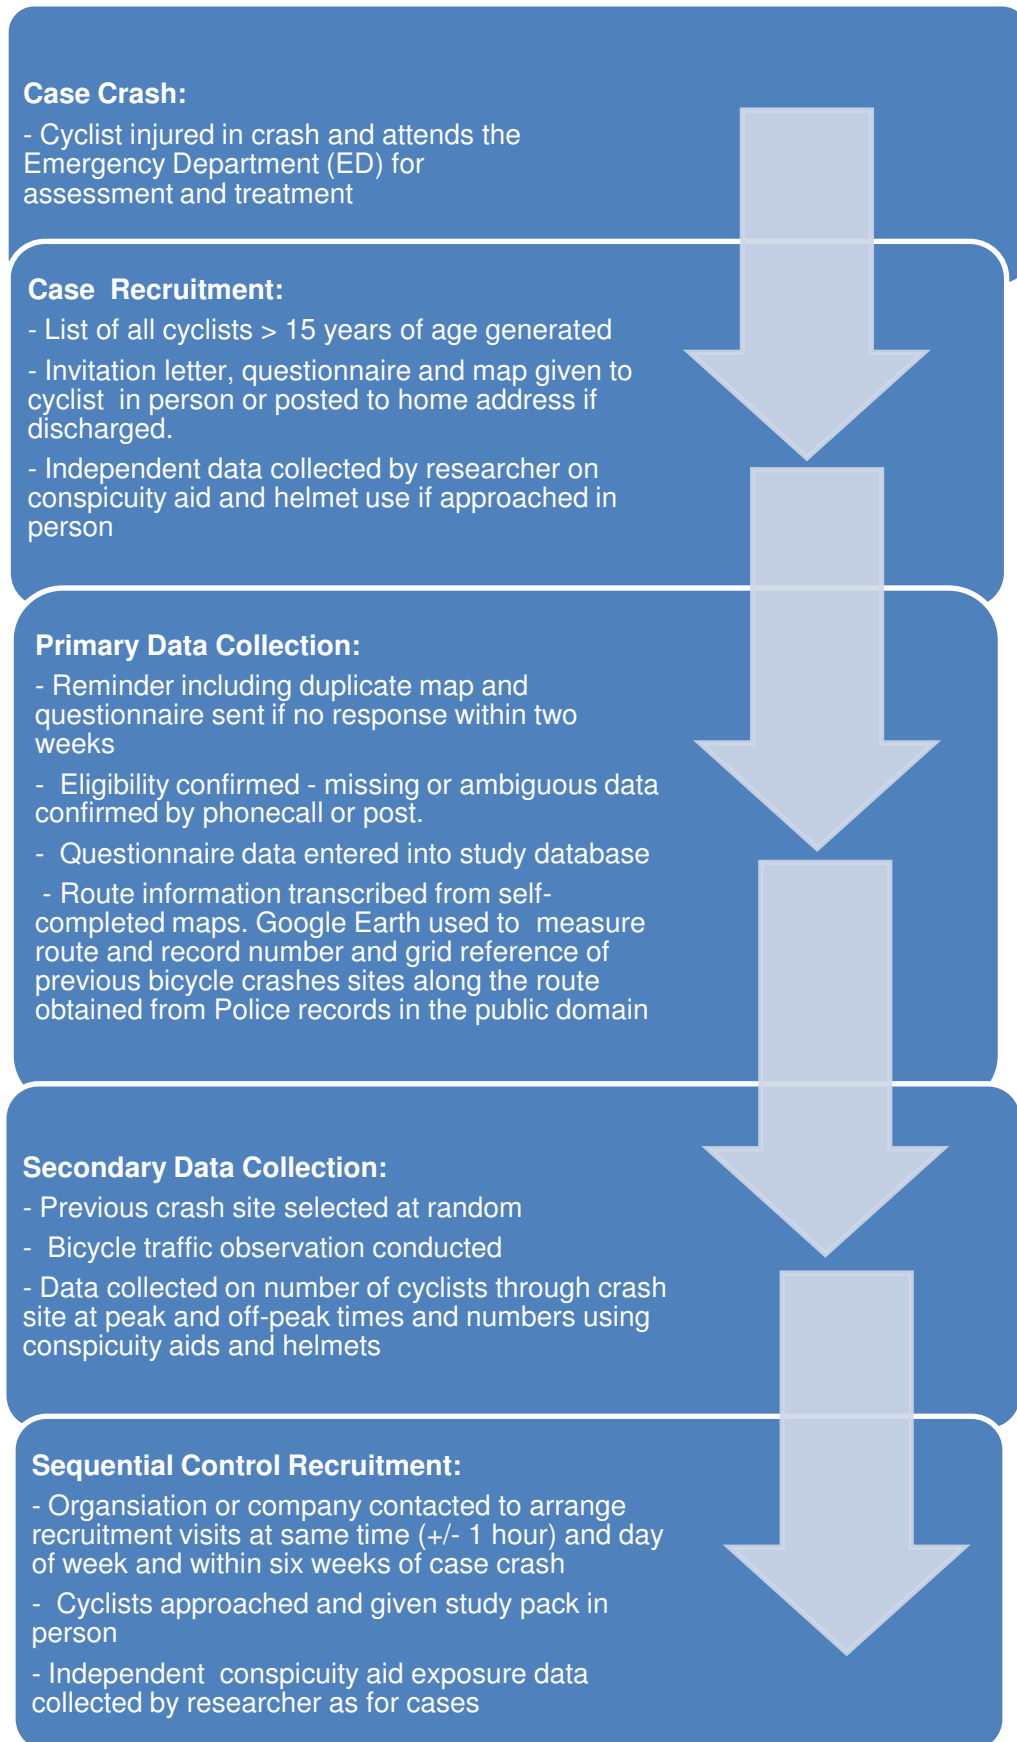 Case Crash:
- Cyclist injured in crash and attends the
Emergency Department (ED) for
assessment and treatment
Case  Recruitment:
- List of all cyclists > 15 years of age generated
- Invitation letter, questionnaire and map given to
cyclist  in person or posted to home address if
discharged.
- Independent data collected by researcher on
conspicuity aid and helmet use if approached in
person
Primary Data Collection:
- Reminder including duplicate map and
questionnaire sent if no response within two
weeks
-  Eligibility confirmed - missing or ambiguous data
confirmed by phonecall or post.
-  Questionnaire data entered into study database
- Route information transcribed from self-
completed maps. Google Earth used to  measure
route and record number and grid reference of
previous bicycle crashes sites along the route
obtained from Police records in the public domain
Secondary Data Collection:
- Previous crash site selected at random
-  Bicycle traffic observation conducted
- Data collected on number of cyclists through crash
site at peak and off-peak times and numbers using
conspicuity aids and helmets
Sequential Control Recruitment:
- Organsiation or company contacted to arrange
recruitment visits at same time (+/- 1 hour) and day
of week and within six weeks of case crash
-  Cyclists approached and given study pack in
person
- Independent  conspicuity aid exposure data
collected by researcher as for cases